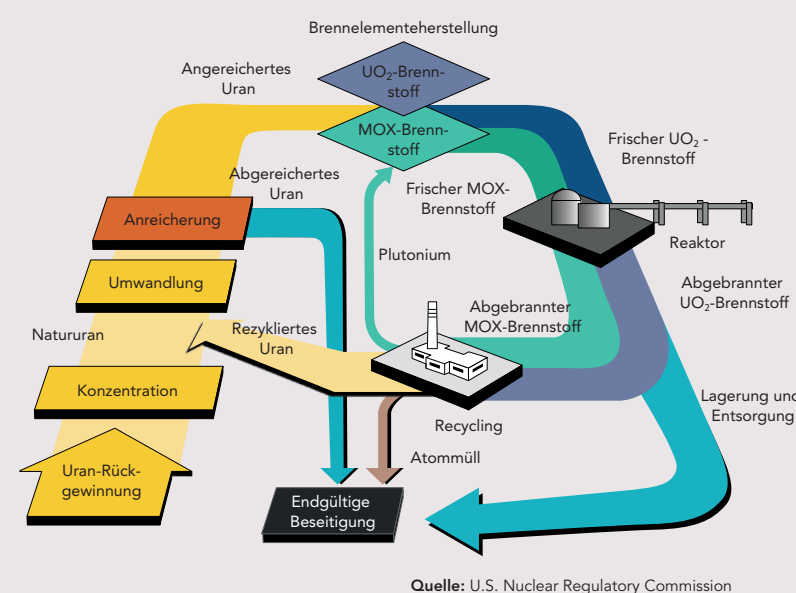 Brennelementeherstellung
Angereichertes
Uran
UO₂-Brenn-
stoff
MOX-Brenn-
stoff
Frischer UO₂ -
Brennstoff
Abgereichertes
Uran
Frischer MOX-
Brennstoff
Anreicherung
Reaktor
Plutonium
Umwandlung
Abgebrannter
UO₂-Brennstoff
Abgebrannter
MOX-Brennstoff
Natururan
Rezykliertes
Uran
Konzentration
Lagerung und
Entsorgung
Recycling
Atommüll
Uran-Rück-
gewinnung
Endgültige
Beseitigung
Quelle: U.S. Nuclear Regulatory Commission